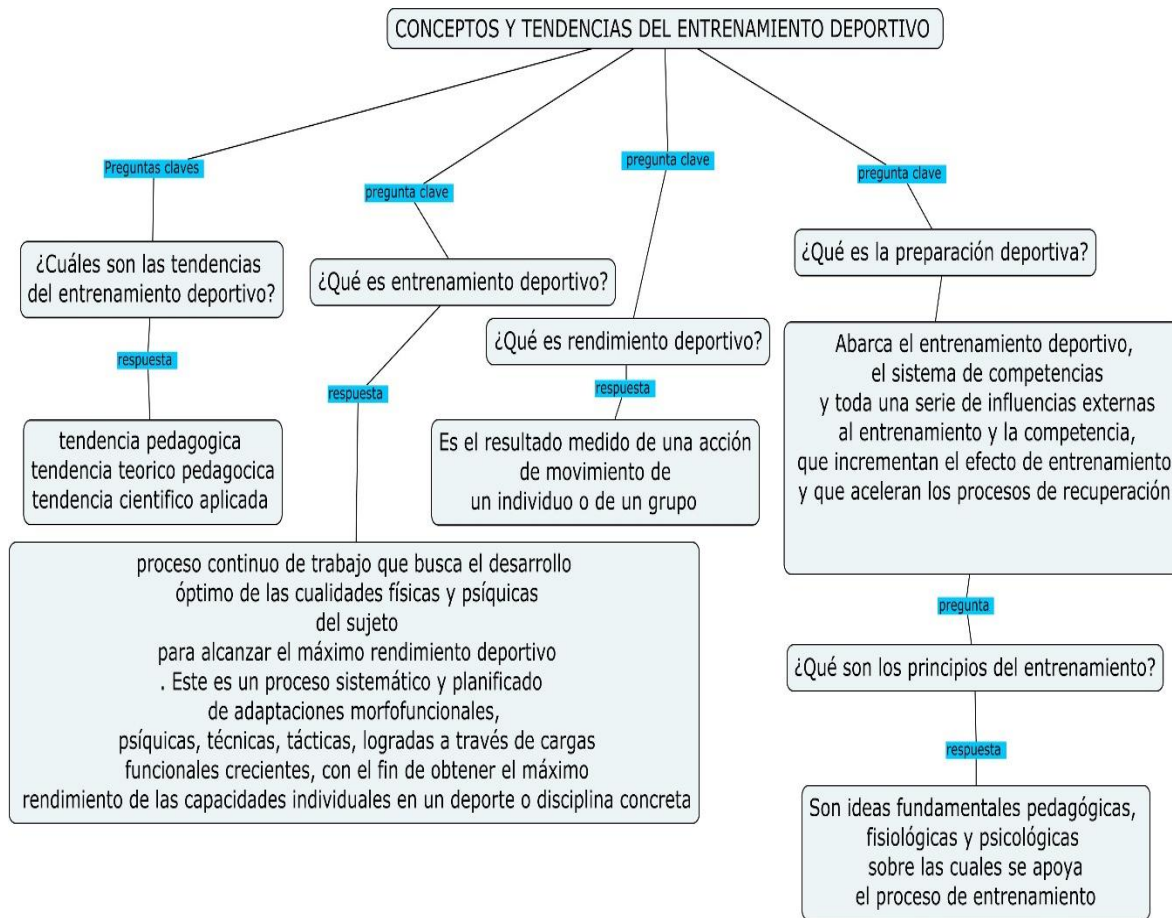 CONCEPTOS Y TENDENCIAS DEL ENTRENAMIENTO DEPORTIVO
Preguntas claves
¿Cuáles son las tendencias
del entrenamiento deportivo?
respuesta
tendencia pedagogica
tendencia teorico pedagocica
tendencia cientifico aplicada
pregunta clave
¿Qué es entrenamiento deportivo?
respuesta
proceso continuo de trabajo que busca el desarrollo
óptimo de las cualidades físicas y psíquicas
del sujeto
para alcanzar el máximo rendimiento deportivo
. Este es un proceso sistemático y planificado
de adaptaciones morfofuncionales,
psíquicas, técnicas, tácticas, logradas a través de cargas
funcionales crecientes, con el fin de obtener el máximo
rendimiento de las capacidades individuales en un deporte o disciplina concreta
pregunta clave
¿Qué es rendimiento deportivo?
respuesta
Es el resultado medido de una acción
de movimiento de
un individuo o de un grupo
pregunta clave
¿Qué es la preparación deportiva?
Abarca el entrenamiento deportivo,
el sistema de competencias
y toda una serie de influencias externas
al entrenamiento y la competencia,
que incrementan el efecto de entrenamiento
y que aceleran los procesos de recuperación
pregunta
¿Qué son los principios del entrenamiento?
respuesta
Son ideas fundamentales pedagógicas,
fisiológicas y psicológicas
sobre las cuales se apoya
el proceso de entrenamiento